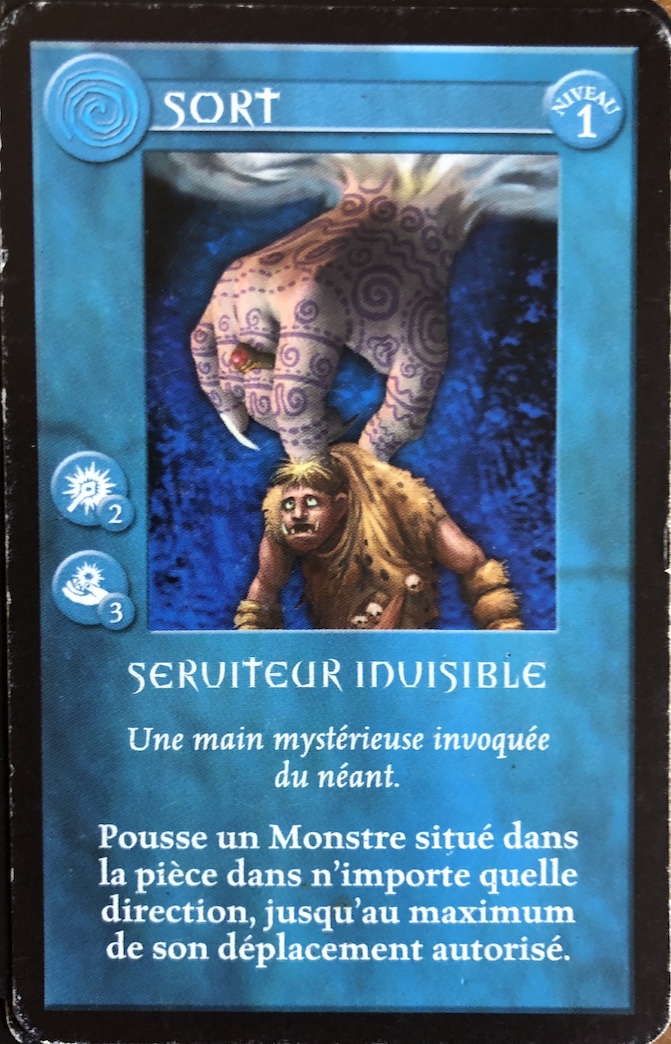 SORT
NIVEAU
1
2
3
SERVITEUR INVISIBLE
Une main mystérieuse invoquée
du néant.
Pousse un Monstre situé dans
la pièce dans n'importe quelle
direction, jusqu'au maximum
de son déplacement autorisé.